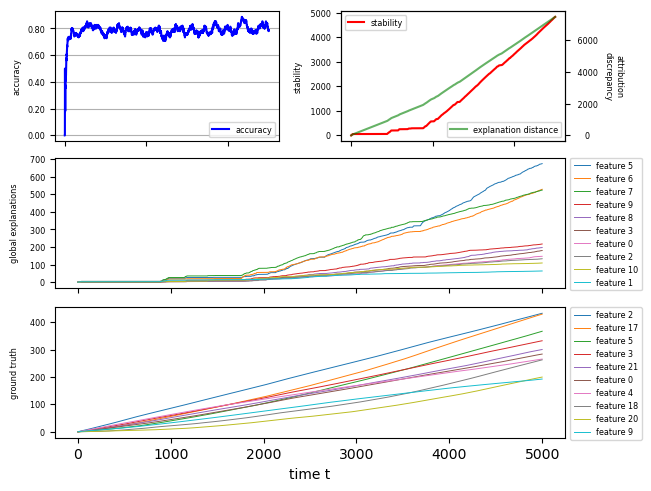 accuracy
0.80
0.60
0.40
0.20
0.00
accuracy
stability
5000
4000
3000
2000
1000
0
stability
explanation distance
6000
4000
2000
0
attribution
discrepancy
global explanations
700
600
500
400
300
200
100
0
feature 5
feature 6
feature 7
feature 9
feature 8
feature 3
feature 0
feature 2
feature 10
feature 1
ground truth
400
300
200
100
0
feature 2
feature 17
feature 5
feature 3
feature 21
feature 0
feature 4
feature 18
feature 20
feature 9
0 1000 2000 3000 4000 5000
time t